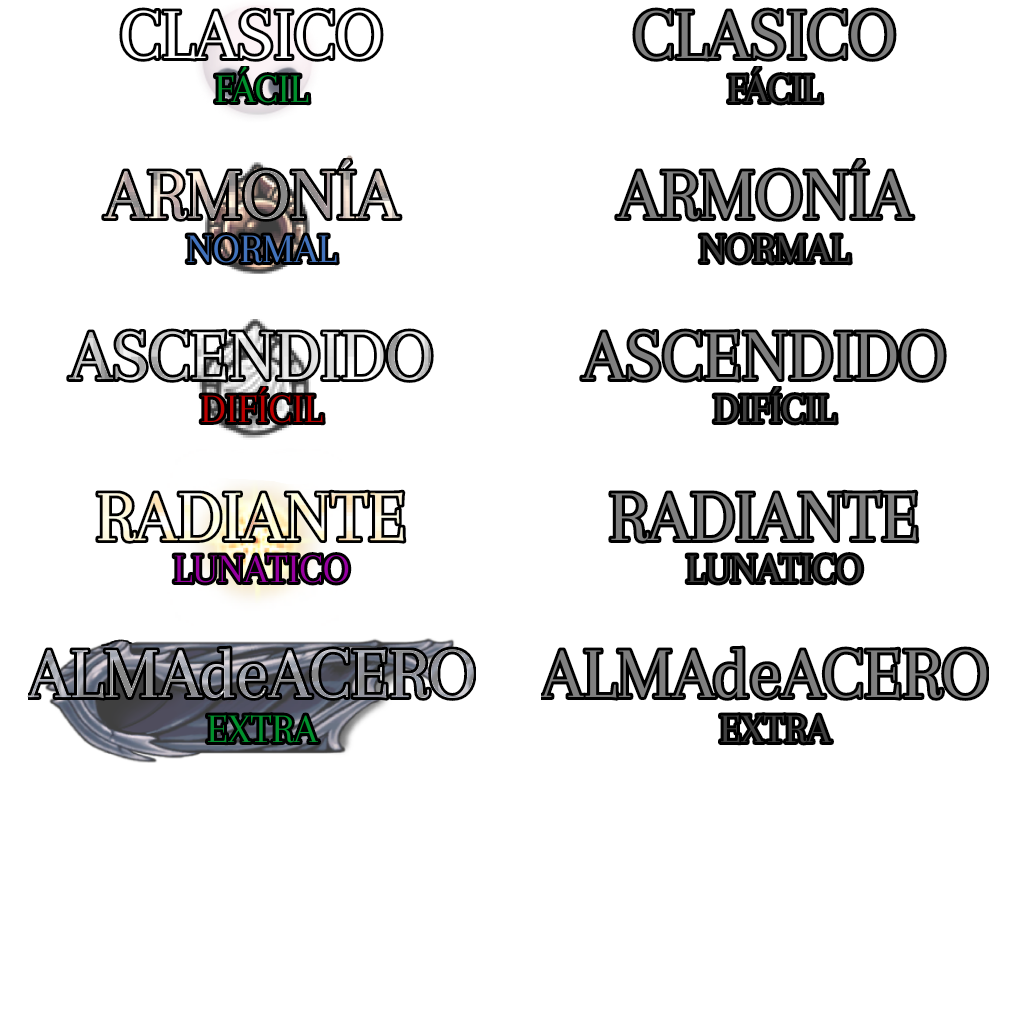 CLASICO
FÁCIL
CLASICO
FÁCIL
ARMONÍA
NORMAL
ARMONÍA
NORMAL
ASCENDIDO
DIFÍCIL
ASCENDIDO
DIFÍCIL
RADIANTE
LUNATICO
RADIANTE
LUNATICO
ALMAdeACERO
EXTRA
ALMAdeACERO
EXTRA